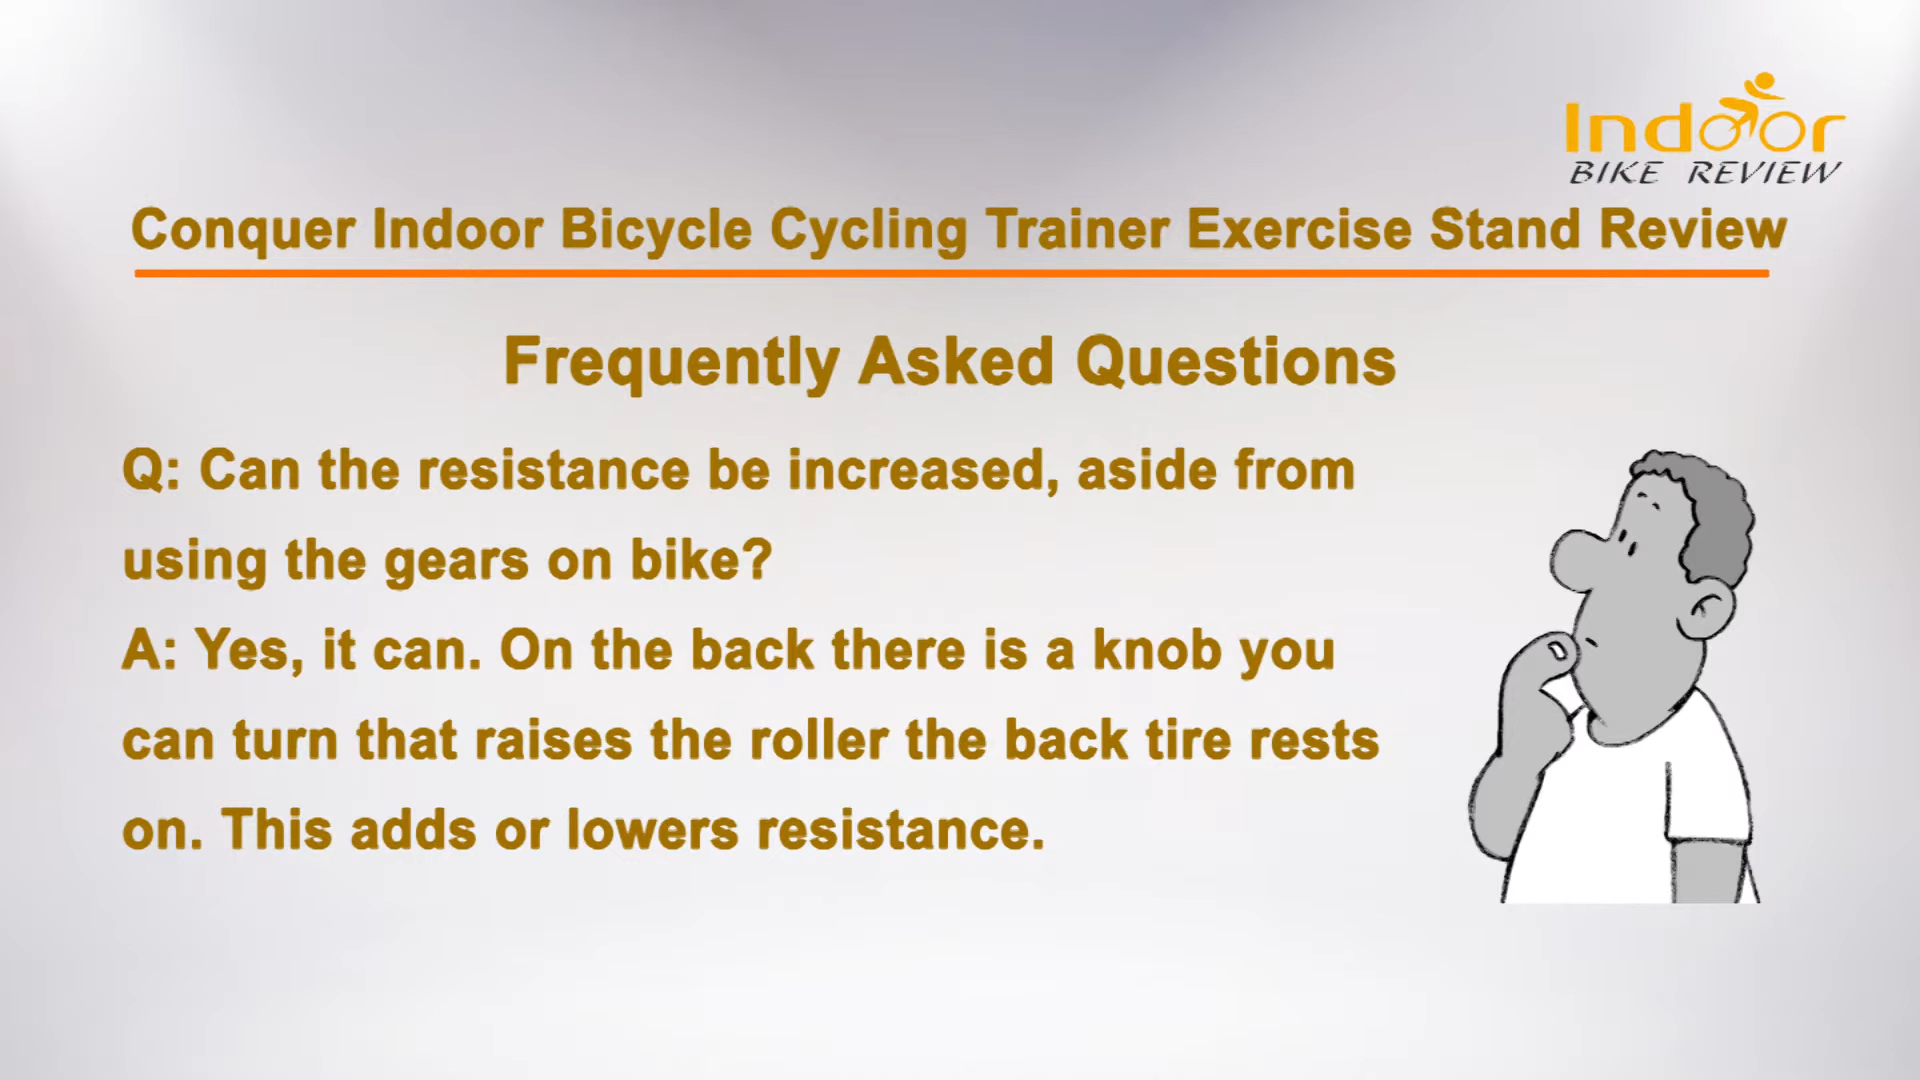 Indoor
BIKE REVIEW
Conquer Indoor Bicycle Cycling Trainer Exercise Stand Review
Frequently Asked Questions
Q: Can the resistance be increased, aside from
using the gears on bike?
A: Yes, it can. On the back there is a knob you
can turn that raises the roller the back tire rests
on. This adds or lowers resistance.